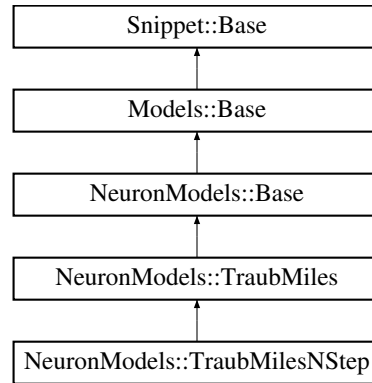 Snippet::Base
Models::Base
NeuronModels::Base
NeuronModels::TraubMiles
NeuronModels::TraubMilesNStep